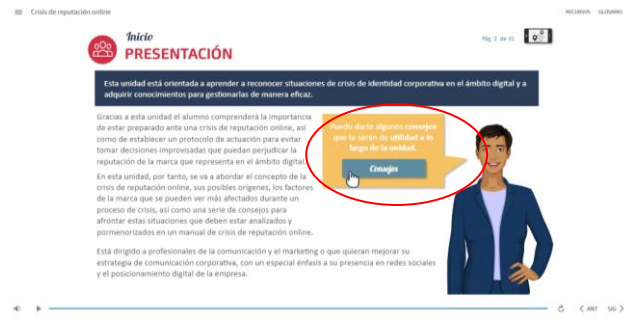 Crisis de reputación online
RECURSOS GLOSARIO
Inicio
PRESENTACIÓN
Pág. 2 de 31
Esta unidad está orientada a aprender a reconocer situaciones de crisis de identidad corporativa en el ámbito digital y a
adquirir conocimientos para gestionarlas de manera eficaz.
Gracias a esta unidad el alumno comprenderá la importancia
de estar preparado ante una crisis de reputación online, así
como de establecer un protocolo de actuación para evitar
tomar decisiones improvisadas que puedan perjudicar la
reputación de la marca que representa en el ámbito digital.
En esta unidad, por tanto, se va a abordar el concepto de la
crisis de reputación online, sus posibles orígenes, los factores
de la marca que se pueden ver más afectados durante un
proceso de crisis, así como una serie de consejos para
afrontar estas situaciones que deben estar analizados y
pormenorizados en un manual de crisis de reputación online.
Puedo darle algunos consejos
que te serán de utilidad a lo
largo de la unidad.
Consejos
Está dirigido a profesionales de la comunicación y el marketing o que quieran mejorar su
estrategia de comunicación corporativa, con un especial énfasis a su presencia en redes sociales
y el posicionamiento digital de la empresa.
ANT SIG